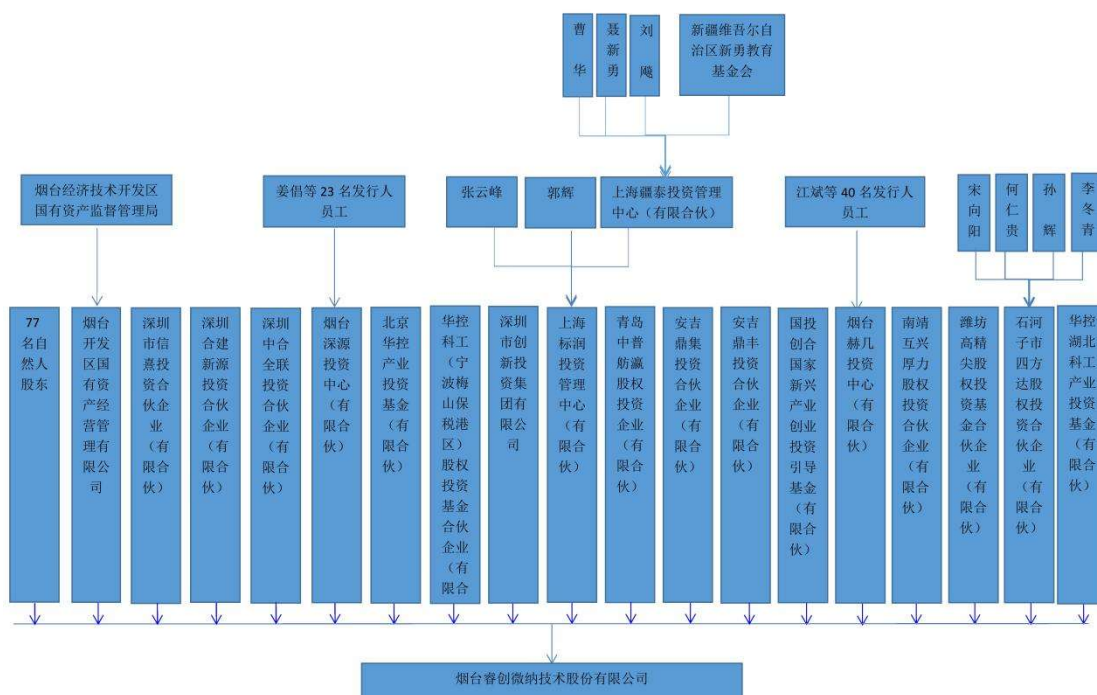 曹华
聂新勇
刘飚
新疆维吾尔自
治区新勇教育
基金会
烟台经济技术开发区
国有资产监督管理局
姜倡等 23 名发行人
员工
张云峰
郭辉
上海疆泰投资管理
中心（有限合伙）
江斌等 40 名发行人
员工
宋向阳
何仁贵
孙辉
李冬青
77名自然人股东
烟台开发区国有资产经营管理有限公司
深圳市信熹投资合伙企业（有限合伙）
深圳合建新源投资合伙企业（有限合伙）
深圳中合全联投资合伙企业（有限合伙）
烟台深源投资中心（有限合伙）
北京华控产业投资基金（有限合伙）
华控科工（宁波梅山保税港区）股权投资基金合伙企业（有限合
深圳市创新投资集团有限公司
上海标润投资管理中心（有限合伙）
青岛中普舫瀛股权投资企业（有限合伙）
安吉鼎集投资合伙企业（有限合伙）
安吉鼎丰投资合伙企业（有限合伙）
国投创合国家新兴产业创业投资引导基金（有限合伙）
烟台赫几投资中心（有限合伙）
南靖互兴厚力股权投资合伙企业（有限合伙）
潍坊高精尖股权投资基金合伙企业（有限合伙）
石河子市四方达股权投资合伙企业（有限合伙）
华控湖北科工产业投资基金（有限合伙）
烟台睿创微纳技术股份有限公司